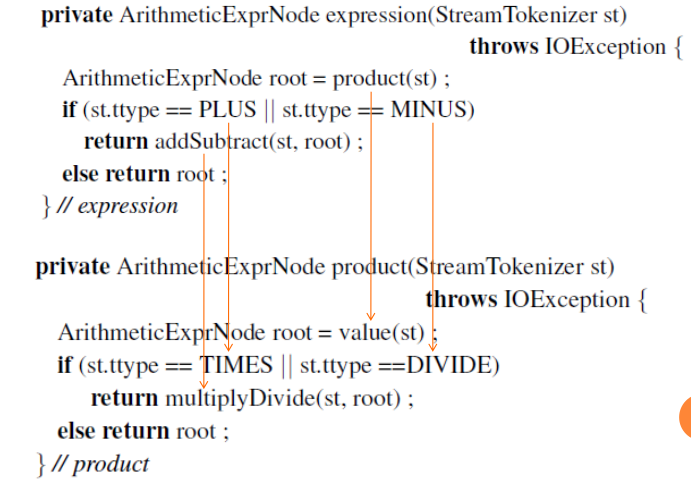 private ArithmeticExprNode expression(StreamTokenizer st)
throws IOException {
ArithmeticExprNode root = product(st) ;
if (st.ttype == PLUS || st.ttype == MINUS)
return addSubtract(st, root) ;
else return root ;
} // expression
private ArithmeticExprNode product(StreamTokenizer st)
throws IOException {
ArithmeticExprNode root = value(st) ;
if (st.ttype == TIMES || st.ttype ==DIVIDE)
return multiplyDivide(st, root) ;
else return root ;
} // product